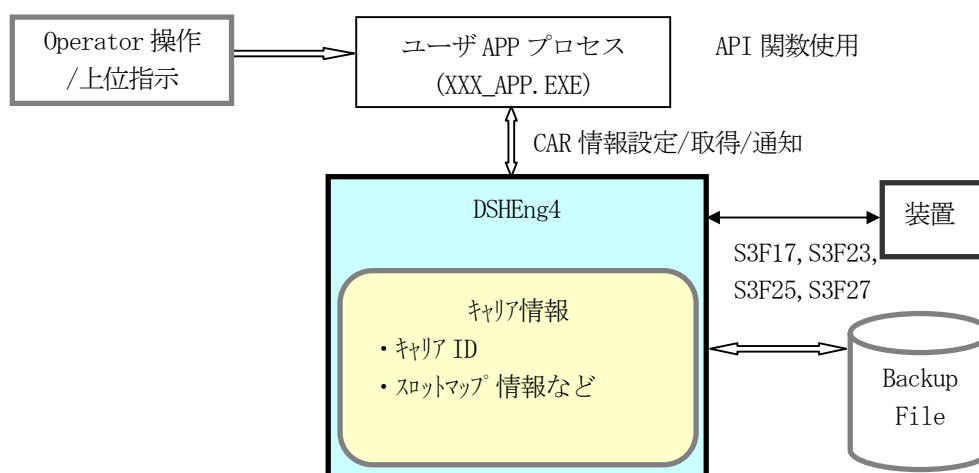 Operator 操作
/上位指示
ユーザ APP プロセス
(XXX_APP.EXE)
API 関数使用
CAR 情報設定/取得/通知
DSHEng4
装置
S3F17,S3F23,
S3F25,S3F27
ｷｬﾘｱ情報
・ｷｬﾘｱ ID
・ｽﾛｯﾄﾏｯﾌﾟ 情報など
Backup
File